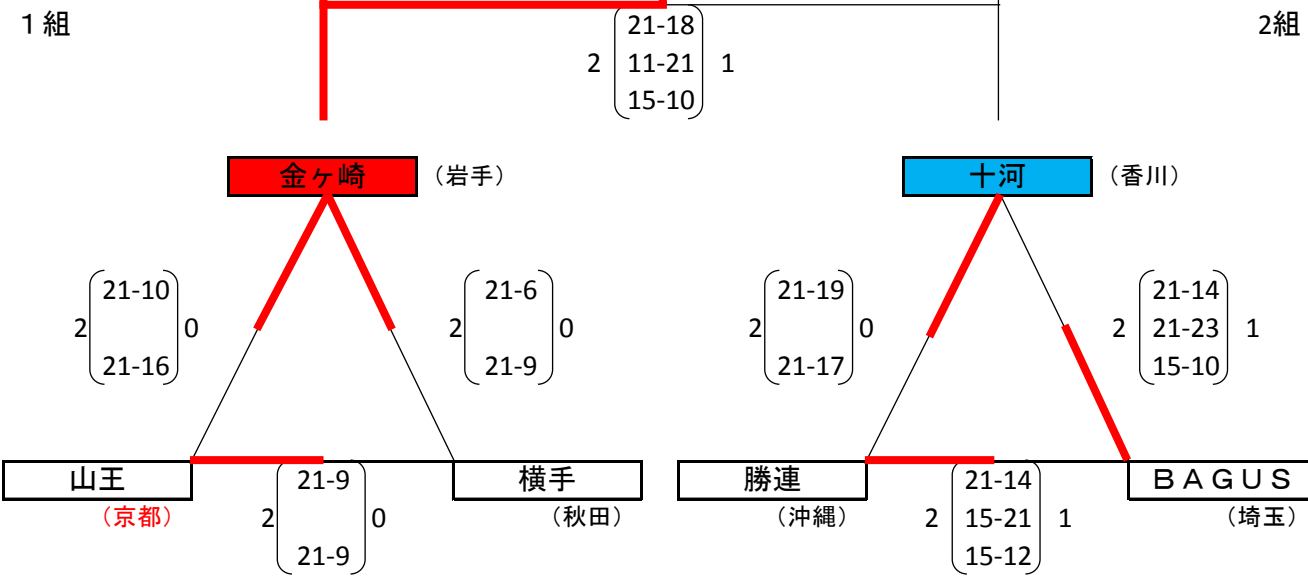 １組
2組
21-18
2 11-21 1
15-10
金ヶ崎 （岩手）
十河 （香川）
21-10
2 0
21-16
21-6
2 0
21-9
21-19
2 0
21-17
21-14
2 21-23 1
15-10
山王
（京都）
21-9
2 0
21-9
横手
（秋田）
勝連
（沖縄）
21-14
2 15-21 1
15-12
ＢＡＧＵＳ
（埼玉）